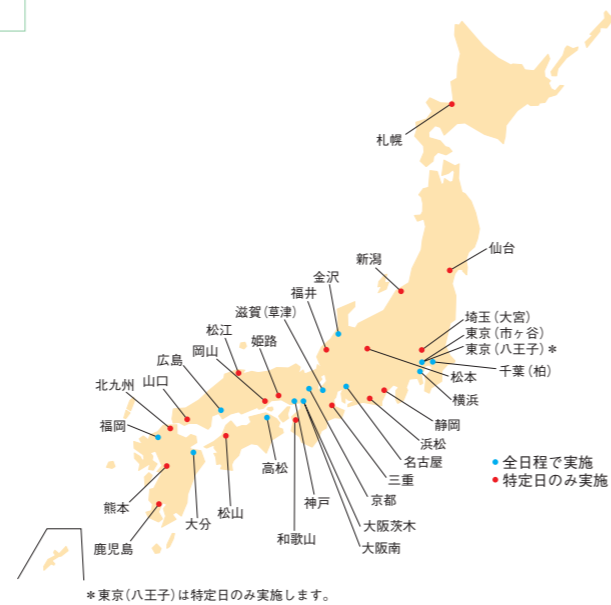 札幌
仙台
新潟
金沢
福井
滋賀(草津)
松江
姫路
岡山
広島
山口
北九州
福岡
埼玉(大宮)
東京(市ヶ谷)
東京(八王子)*
千葉(柏)
松本
横浜
静岡
浜松
名古屋
三重
京都
高松
神戸
大阪茨木
和歌山
大阪南
松山
大分
熊本
鹿児島
全日程で実施
特定日のみ実施
*東京(八王子)は特定日のみ実施します。